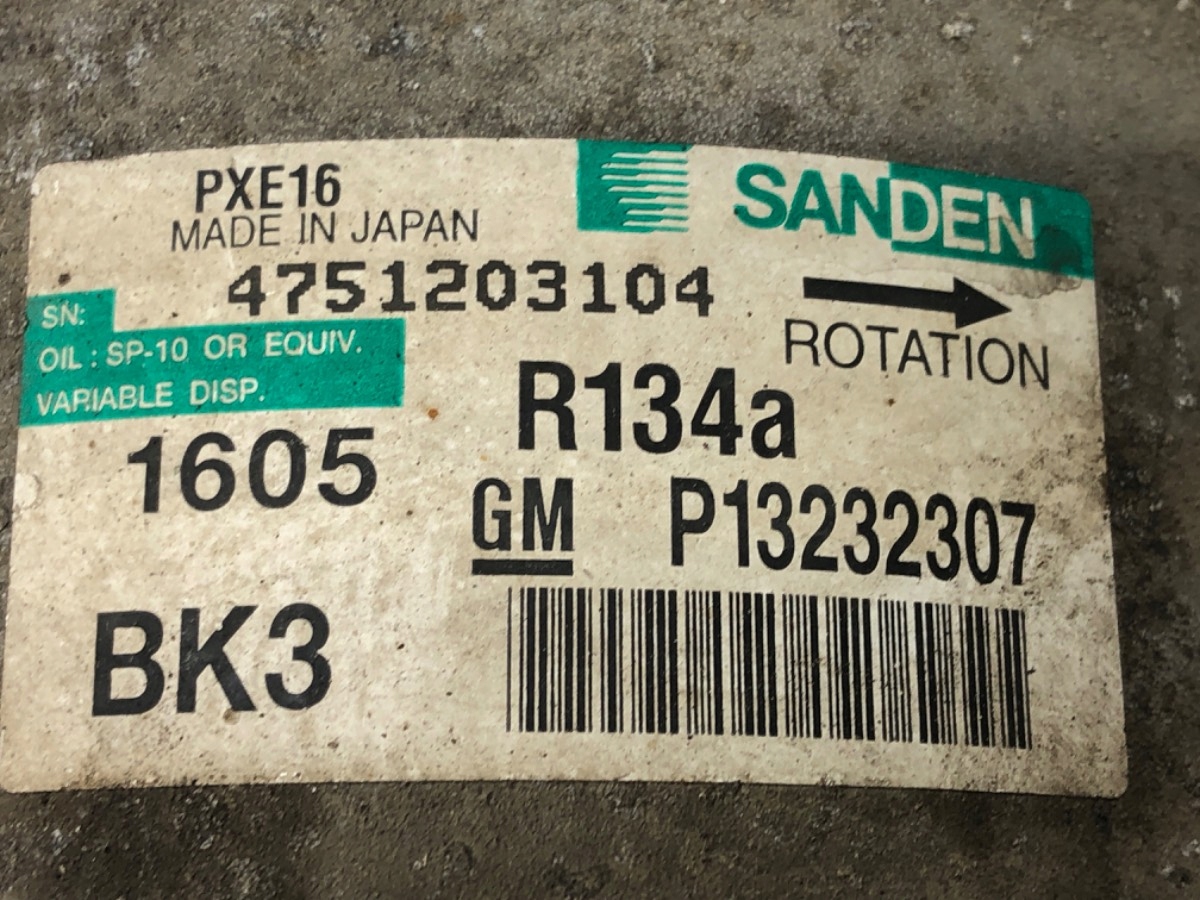 PXE16
SANDEN
MADE IN JAPAN
SN: 4751203104
ROTATION
OIL : SP-10 OR EQUIV.
VARIABLE DISP.
R134a
1605
GM P13232307
BK3